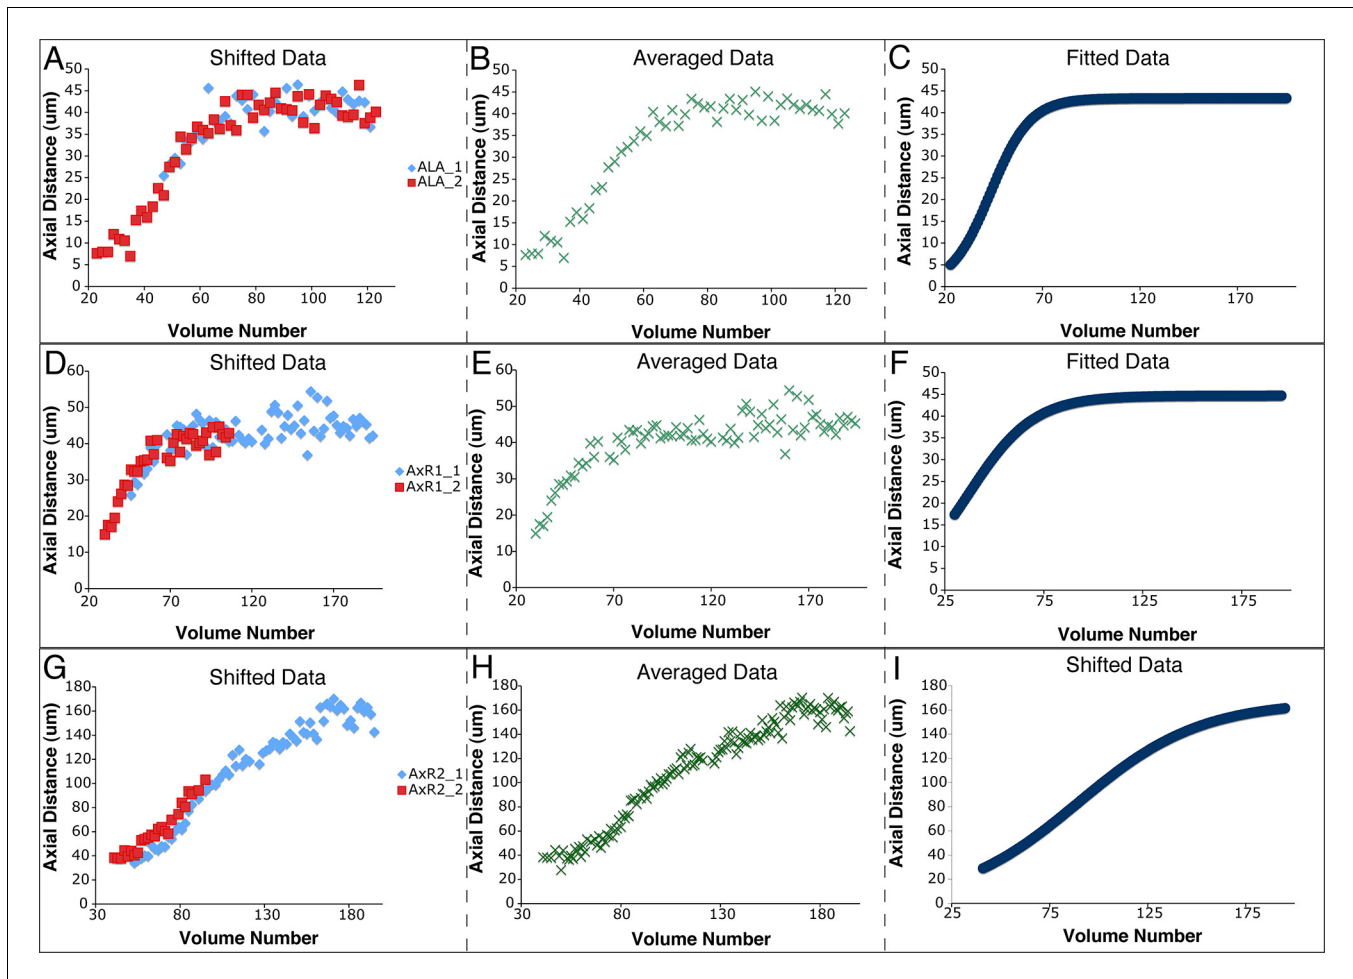 A Shifted Data
50
45
40
35
30
25
20
15
10
5
0
Axial Distance (um)
20 40 60 80 100 120
Volume Number
ALA_1
ALA_2
B Averaged Data
50
45
40
35
30
25
20
15
10
5
0
Axial Distance (um)
20 40 60 80 100 120
Volume Number
C Fitted Data
50
45
40
35
30
25
20
15
10
5
0
Axial Distance (um)
20 70 120 170
Volume Number
D Shifted Data
60
50
40
30
20
10
0
Axial Distance (um)
20 70 120 170
Volume Number
AxR1_1
AxR1_2
E Averaged Data
60
50
40
30
20
10
0
Axial Distance (um)
20 70 120 170
Volume Number
F Fitted Data
50
45
40
35
30
25
20
15
10
5
0
Axial Distance (um)
25 75 125 175
Volume Number
G Shifted Data
180
160
140
120
100
80
60
40
20
0
Axial Distance (um)
30 80 130 180
Volume Number
AxR2_1
AxR2_2
H Averaged Data
180
160
140
120
100
80
60
40
20
0
Axial Distance (um)
30 80 130 180
Volume Number
I Shifted Data
180
160
140
120
100
80
60
40
20
0
Axial Distance (um)
25 75 125 175
Volume Number